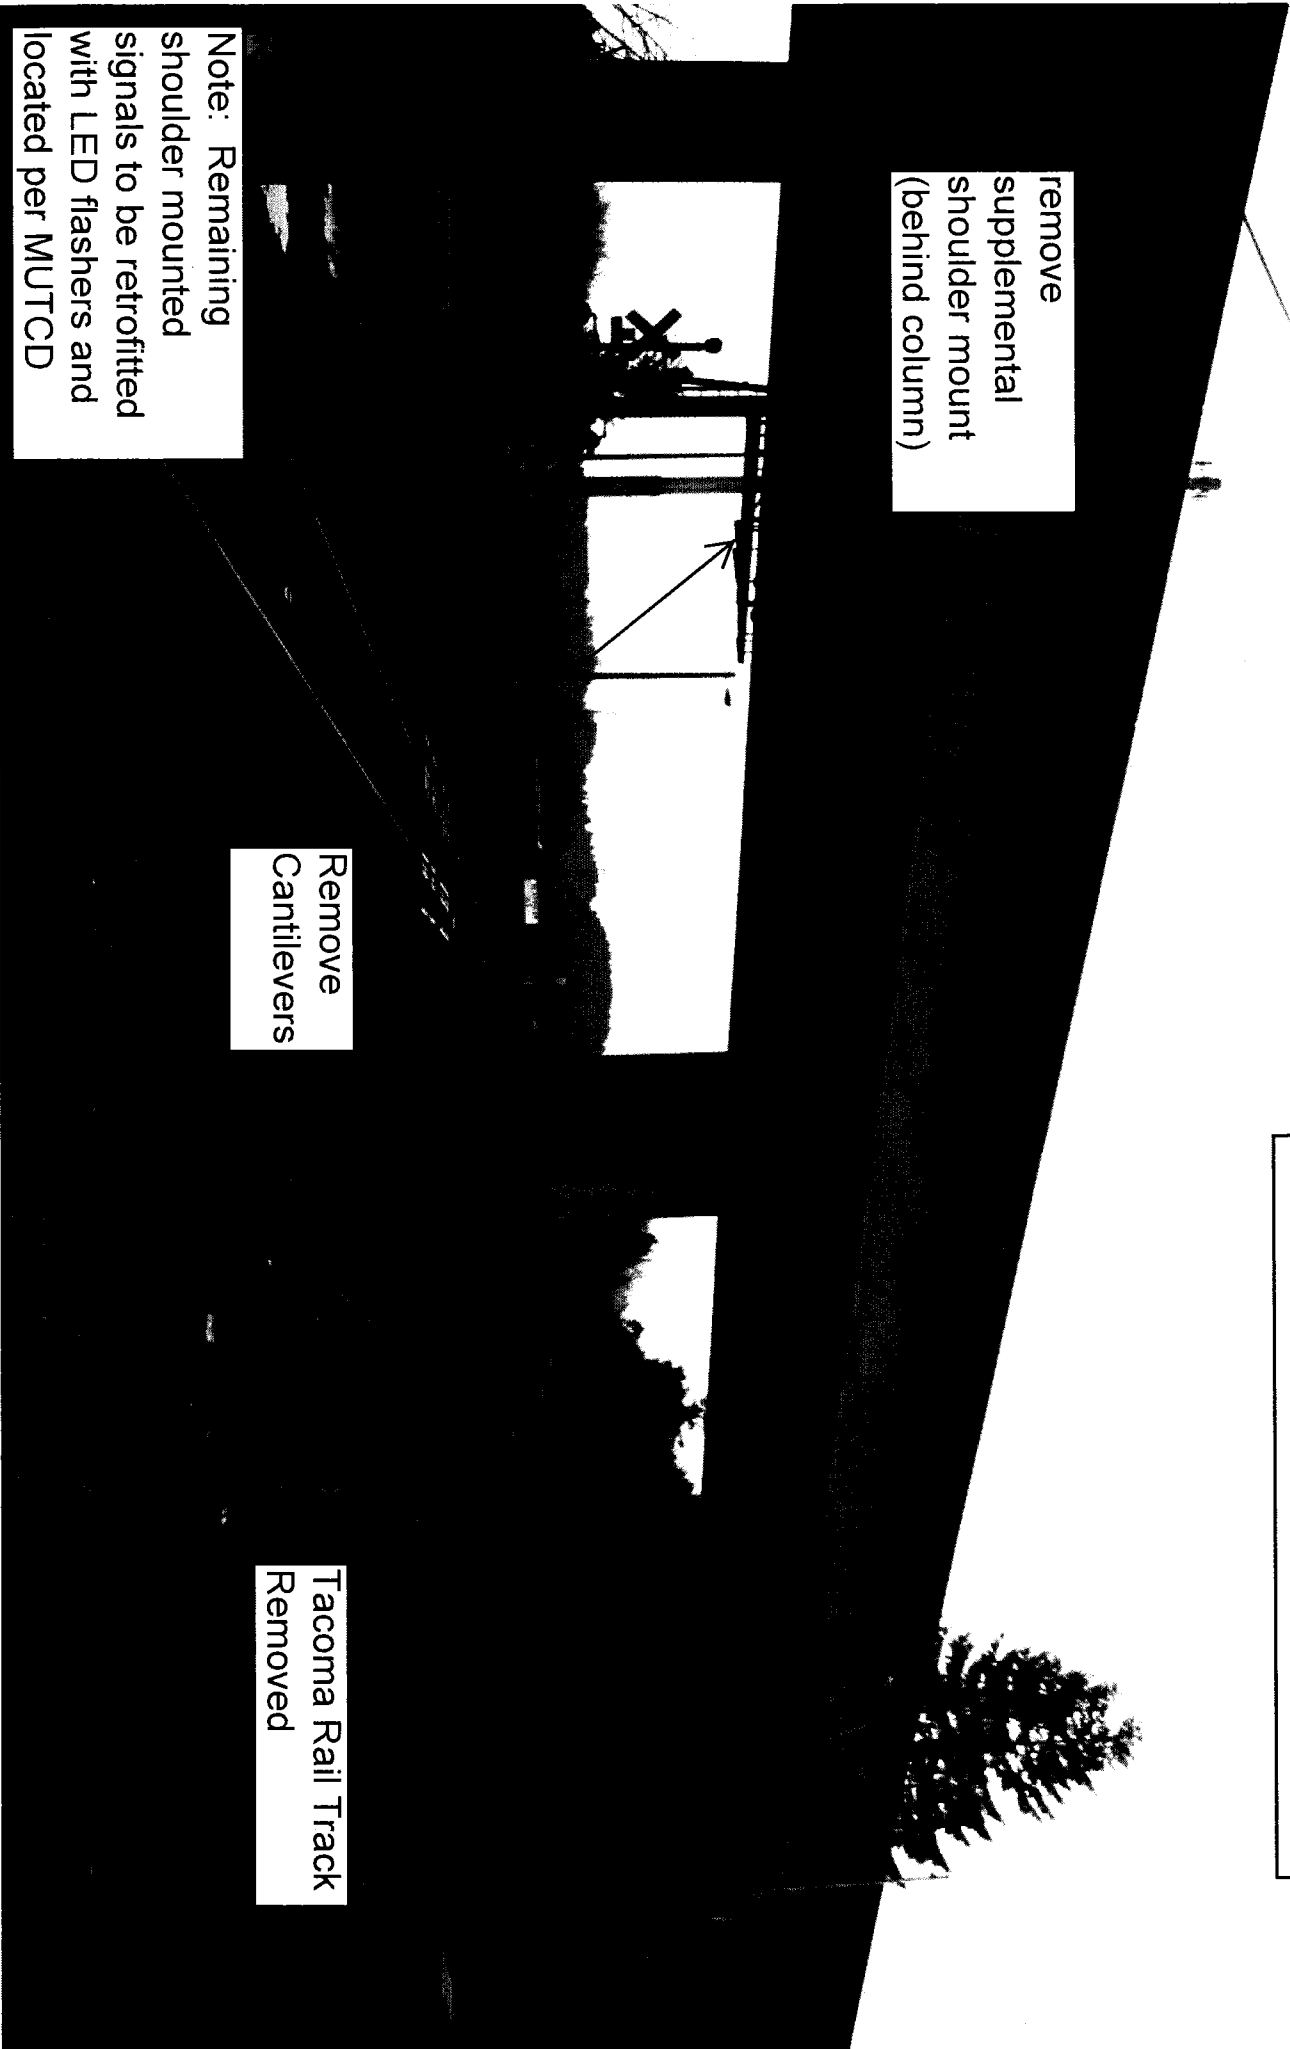 remove
supplemental
shoulder mount
(behind column)
Note: Remaining
shoulder mounted
signals to be retrofitted
with LED flashers and
located per MUTCD
Remove
Cantilevers
Tacoma Rail Track
Removed